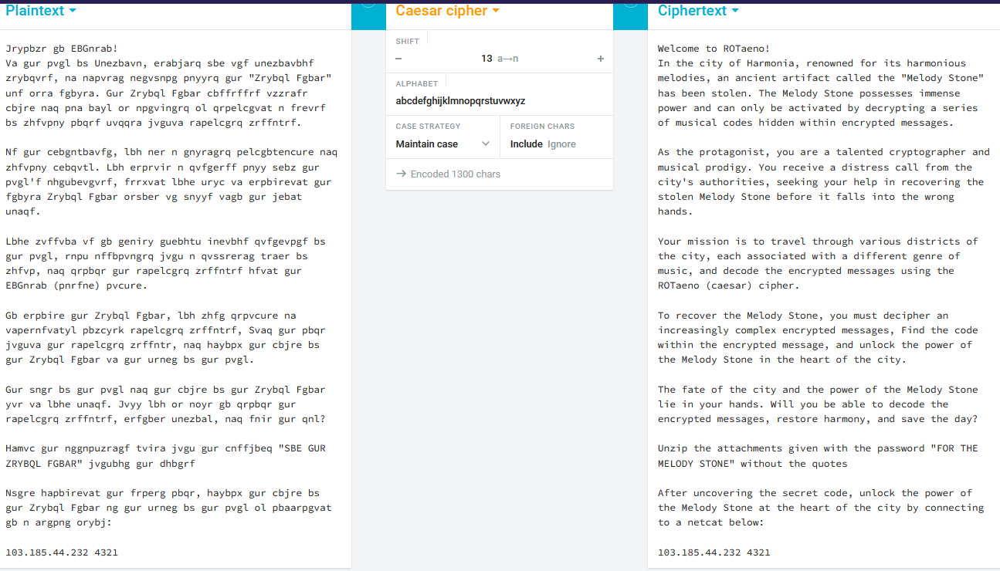 Plaintext
Jrypbzr gb EBGnrab!
Va gur pvgl bs Unezbavn, erabjarq sbe vgf unezbavbhf
zrybqvrf, na napvrag negvsnpg pnyyrq gur "Zrybql Fgbar"
unf orra fgbyra. Gur Zrybql Fgbar cbffrffrf vzzrafr
cbjre naq pna bayl or npgvingrq ol qrpelcgvat n frevrf
bs zhfvpny pbqrf uvqqra jvguva rapelcgrq zrffntrf.
Nf gur cebgntbavfg, lbh ner n gnyragrq pelcgbtencure naq
zhfvpny cebqvtl. Lbh erprvir n qvfgerff pnyy sebz gur
pvgl'f nhgubevgvrf, frrxvat lbhe uryc va erpbirevat gur
fgbyra Zrybql Fgbar orsber vg snyyf vagb gur jebat
unaqf.
Lbhe zvffvba vf gb geniry guebhtu inevbhf qvfgevpgf bs
gur pvgl, rnpu nffbpvngrq jvgu n qvssrerag traer bs
zhfvp, naq qrpbqr gur rapelcgrq zrffntrf hfvat gur
EBGnrab (pnrfne) pvcure.
Gb erpbire gur Zrybql Fgbar, lbh zhfg qrpvcure na
vapernfvatyl pbzcyrk rapelcgrq zrffntrf, Svaq gur pbqr
jvguva gur rapelcgrq zrffntr, naq haybpx gur cbjre bs
gur Zrybql Fgbar va gur urneg bs gur pvgl.
Gur sngr bs gur pvgl naq gur cbjre bs gur Zrybql Fgbar
yvr va lbhe unaqf. Jvyy lbh or noyr gb qrpbqr gur
rapelcgrq zrffntrf, erfgber unezbal, naq fnir gur qnl?
Hamvc gur nggnpuzragf tvira jvgu gur cnffjbeq "SBE GUR
ZRYBQL FGBAR" jvgubhg gur dhbgrf
Nsgre hapbirevat gur frperg pbqr, haybpx gur cbjre bs
gur Zrybql Fgbar ng gur urneg bs gur pvgl ol pbaarpgvat
gb n argpng orybj:
103.185.44.232 4321
Caesar cipher
SHIFT
− 13 a→n +
ALPHABET
abcdefghijklmnopqrstuvwxyz
CASE STRATEGY FOREIGN CHARS
Maintain case Include Ignore
→ Encoded 1300 chars
Ciphertext
Welcome to ROTaeno!
In the city of Harmonia, renowned for its harmonious
melodies, an ancient artifact called the "Melody Stone"
has been stolen. The Melody Stone possesses immense
power and can only be activated by decrypting a series
of musical codes hidden within encrypted messages.
As the protagonist, you are a talented cryptographer and
musical prodigy. You receive a distress call from the
city's authorities, seeking your help in recovering the
stolen Melody Stone before it falls into the wrong
hands.
Your mission is to travel through various districts of
the city, each associated with a different genre of
music, and decode the encrypted messages using the
ROTaeno (caesar) cipher.
To recover the Melody Stone, you must decipher an
increasingly complex encrypted messages, Find the code
within the encrypted message, and unlock the power of
the Melody Stone in the heart of the city.
The fate of the city and the power of the Melody Stone
lie in your hands. Will you be able to decode the
encrypted messages, restore harmony, and save the day?
Unzip the attachments given with the password "FOR THE
MELODY STONE" without the quotes
After uncovering the secret code, unlock the power of
the Melody Stone at the heart of the city by connecting
to a netcat below:
103.185.44.232 4321